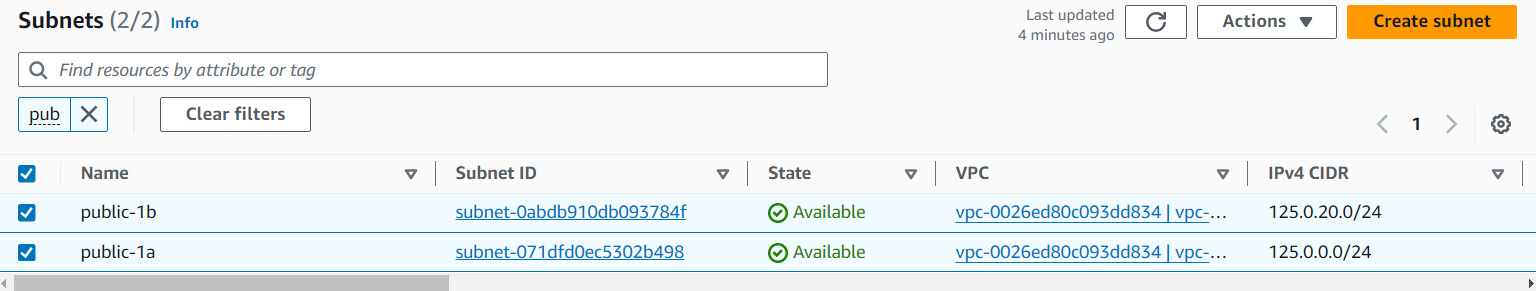 Subnets (2/2) Info
Last updated
4 minutes ago
Actions
Create subnet
Find resources by attribute or tag
pub
Clear filters
1
Name Subnet ID State VPC IPv4 CIDR
public-1b subnet-0abdb910db093784f Available vpc-0026ed80c093dd834 | vpc-… 125.0.20.0/24
public-1a subnet-071dfd0ec5302b498 Available vpc-0026ed80c093dd834 | vpc-… 125.0.0.0/24